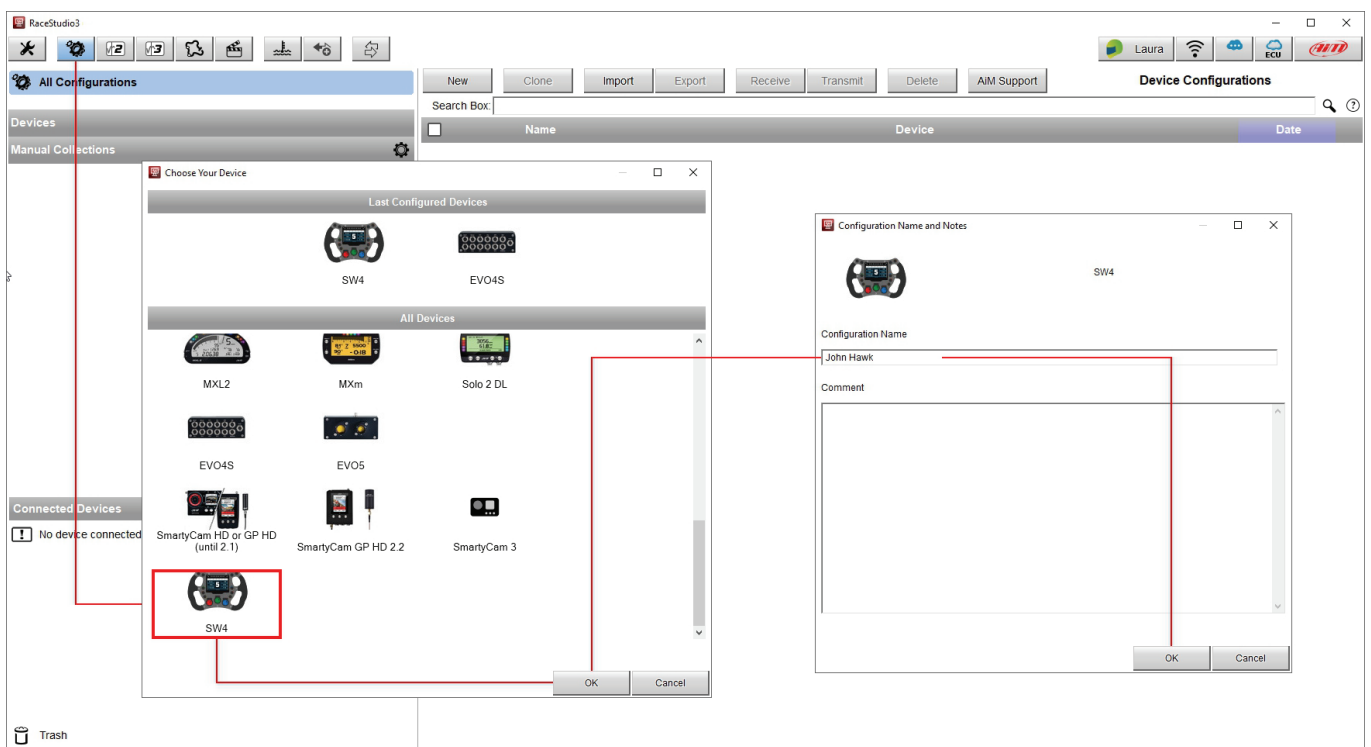 RaceStudio3
Laura
ECU
AiM
All Configurations
New Clone Import Export Receive Transmit Delete AiM Support Device Configurations
Search Box:
Devices
Name Device Date
Manual Collections
Choose Your Device
Last Configured Devices
SW4 EVO4S
All Devices
MXL2 MXm Solo 2 DL
EVO4S EVO5
SmartyCam HD or GP HD
(until 2.1)
SmartyCam GP HD 2.2 SmartyCam 3
SW4
OK Cancel
Configuration Name and Notes
SW4
Configuration Name
John Hawk
Comment
OK Cancel
Connected Devices
No device connected
Trash